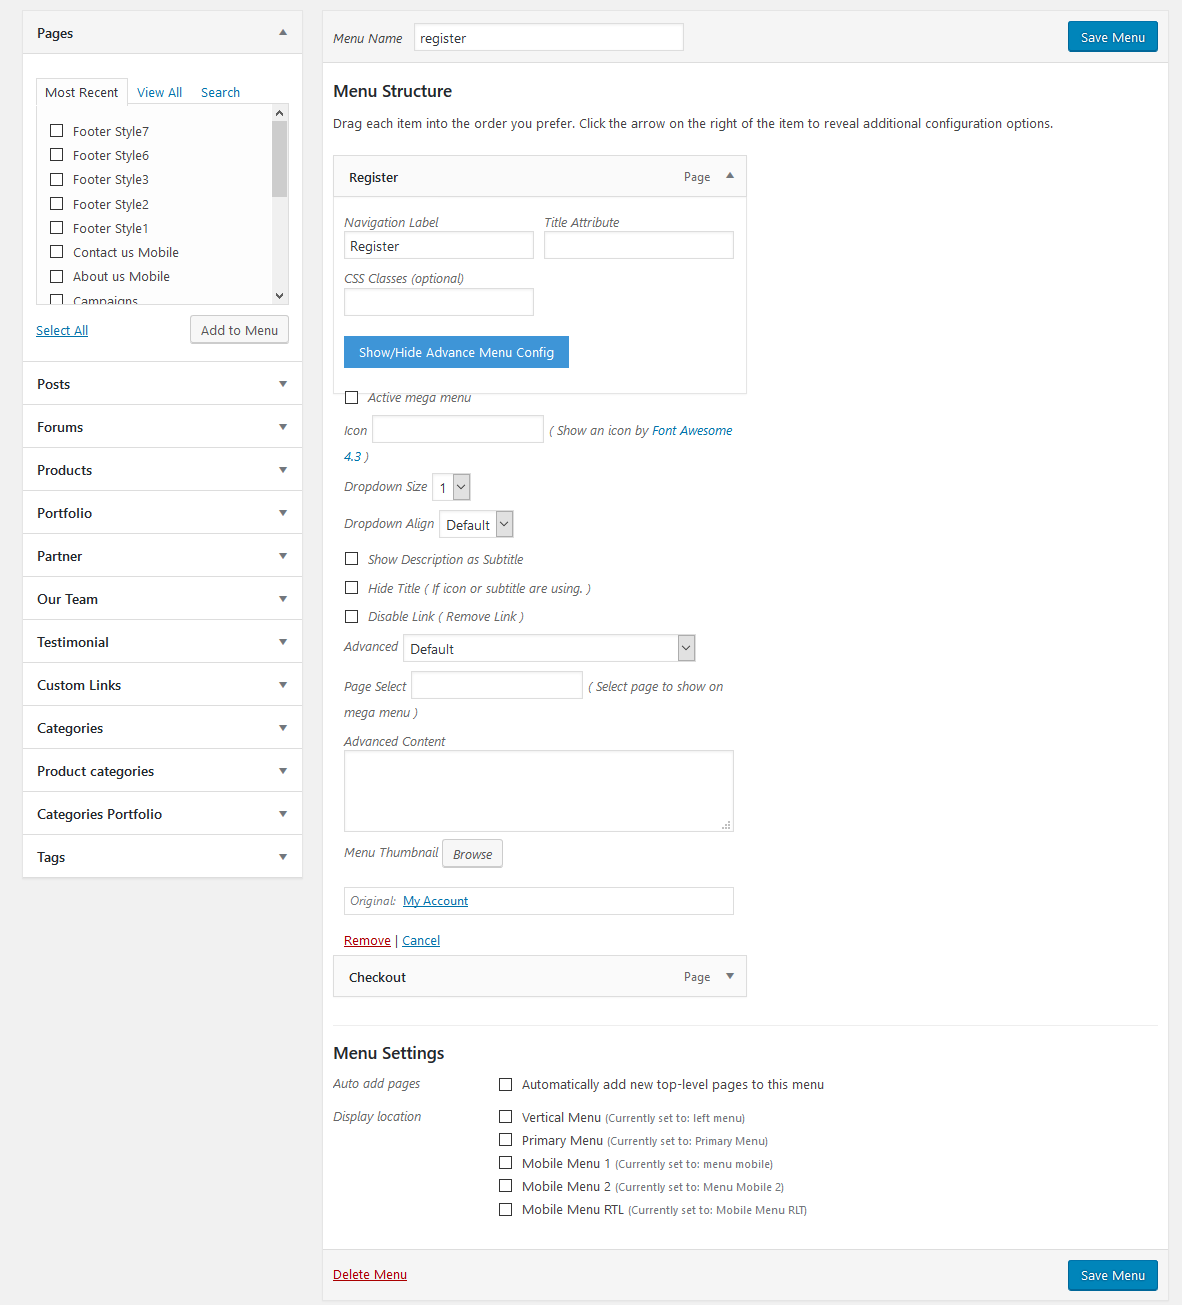 Pages
Most Recent View All Search
Footer Style7
Footer Style6
Footer Style3
Footer Style2
Footer Style1
Contact us Mobile
About us Mobile
Campaigns
Select All Add to Menu
Posts
Forums
Products
Portfolio
Partner
Our Team
Testimonial
Custom Links
Categories
Product categories
Categories Portfolio
Tags
Menu Name register Save Menu
Menu Structure
Drag each item into the order you prefer. Click the arrow on the right of the item to reveal additional configuration options.
Register Page
Navigation Label Title Attribute
Register
CSS Classes (optional)
Show/Hide Advance Menu Config
Active mega menu
Icon ( Show an icon by Font Awesome
4.3 )
Dropdown Size 1
Dropdown Align Default
Show Description as Subtitle
Hide Title ( If icon or subtitle are using. )
Disable Link ( Remove Link )
Advanced Default
Page Select ( Select page to show on
mega menu )
Advanced Content
Menu Thumbnail Browse
Original: My Account
Remove | Cancel
Checkout Page
Menu Settings
Auto add pages Automatically add new top-level pages to this menu
Display location Vertical Menu (Currently set to: left menu)
Primary Menu (Currently set to: Primary Menu)
Mobile Menu 1 (Currently set to: menu mobile)
Mobile Menu 2 (Currently set to: Menu Mobile 2)
Mobile Menu RTL (Currently set to: Mobile Menu RLT)
Delete Menu Save Menu